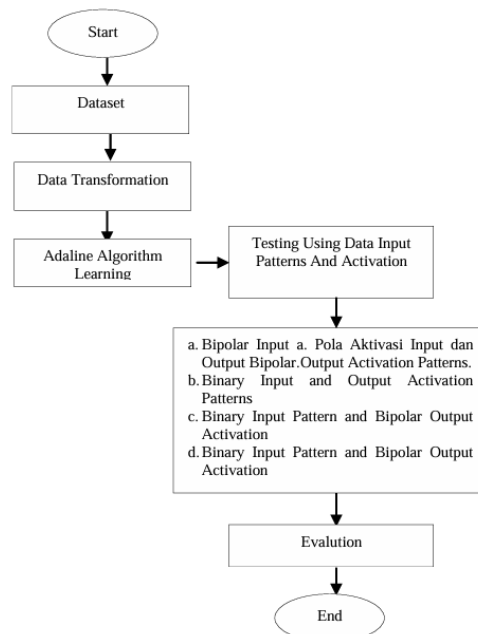 Start
Dataset
Data Transformation
Adaline Algorithm
Learning
Testing Using Data Input
Patterns And Activation
a. Bipolar Input a. Pola Aktivasi Input dan
Output Bipolar.Output Activation Patterns.
b. Binary Input and Output Activation
Patterns
c. Binary Input Pattern and Bipolar Output
Activation
d. Binary Input Pattern and Bipolar Output
Activation
Evalution
End